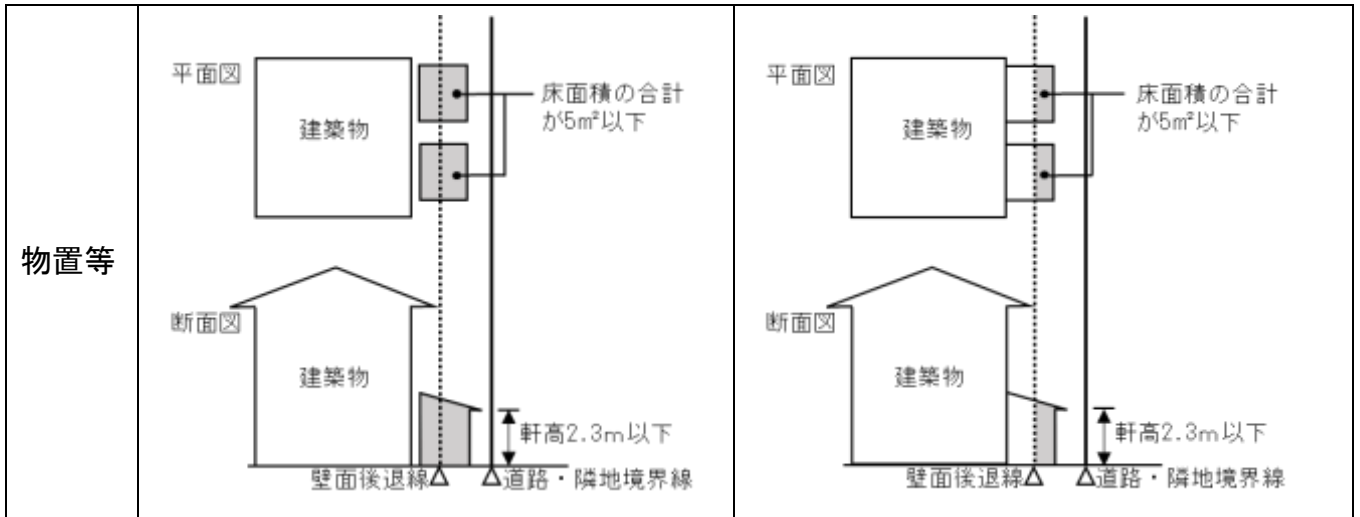 物置等
平面図
建築物
床面積の合計
が5㎡以下
断面図
建築物
軒高2.3m以下
壁面後退線
道路・隣地境界線
平面図
建築物
床面積の合計
が5㎡以下
断面図
建築物
軒高2.3m以下
壁面後退線
道路・隣地境界線